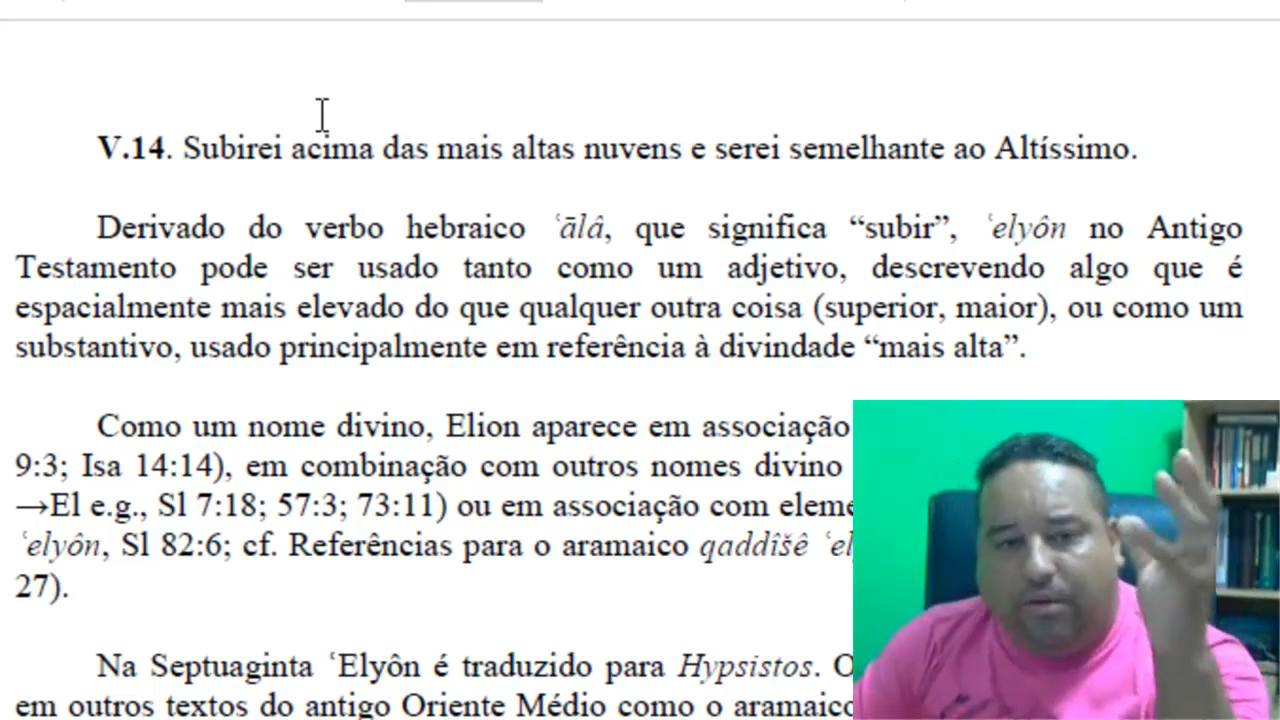 V.14. Subirei acima das mais altas nuvens e serei semelhante ao Altíssimo.
Derivado do verbo hebraico ʿālâ, que significa “subir”, ʿelyôn no Antigo
Testamento pode ser usado tanto como um adjetivo, descrevendo algo que é
espacialmente mais elevado do que qualquer outra coisa (superior, maior), ou como um
substantivo, usado principalmente em referência à divindade “mais alta”.
Como um nome divino, Elion aparece em associação
9:3; Isa 14:14), em combinação com outros nomes divino
→El e.g., Sl 7:18; 57:3; 73:11) ou em associação com eleme
ʿelyôn, Sl 82:6; cf. Referências para o aramaico qaddîšê ʿel
27).
Na Septuaginta ʿElyôn é traduzido para Hypsistos. O
em outros textos do antigo Oriente Médio como o aramaico